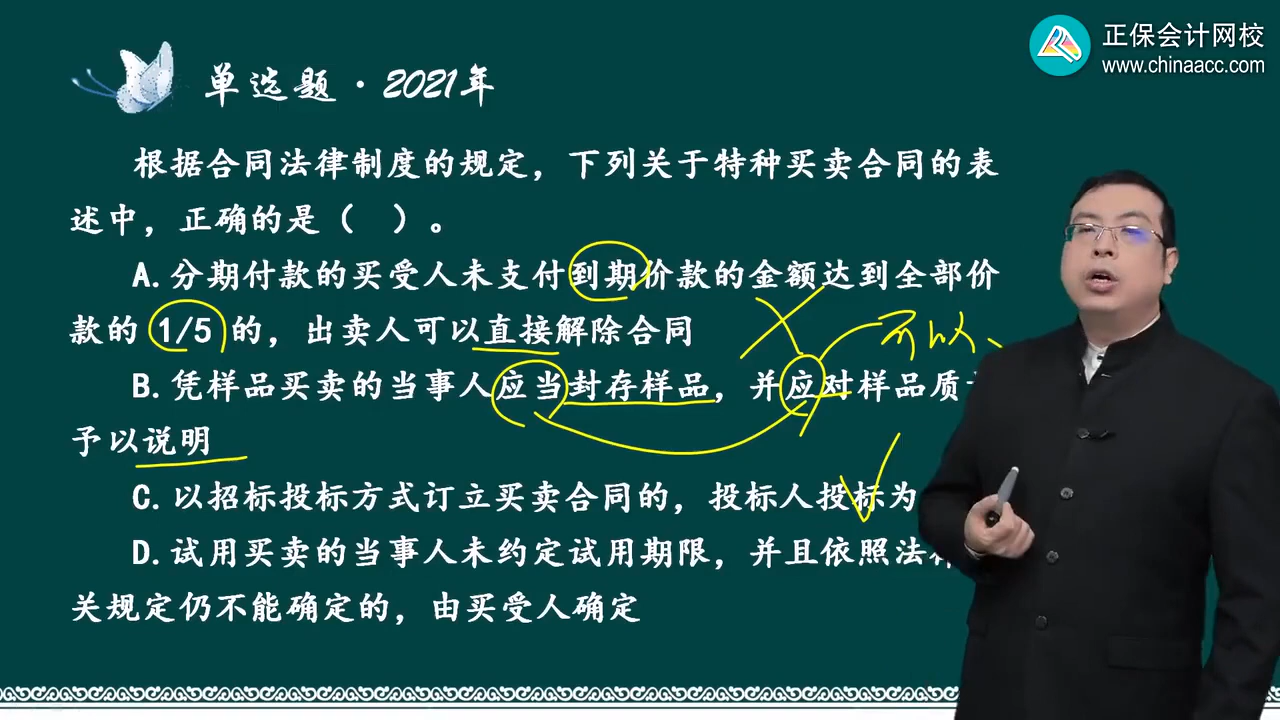 正保会计网校
www.chinaacc.com
单选题·2021年
根据合同法律制度的规定，下列关于特种买卖合同的表
述中，正确的是（ ）。
A.分期付款的买受人未支付到期价款的金额达到全部价
款的1/5的，出卖人可以直接解除合同
可以
B.凭样品买卖的当事人应当封存样品，并应对样品质
予以说明
C.以招标投标方式订立买卖合同的，投标人投标为
D.试用买卖的当事人未约定试用期限，并且依照法
关规定仍不能确定的，由买受人确定